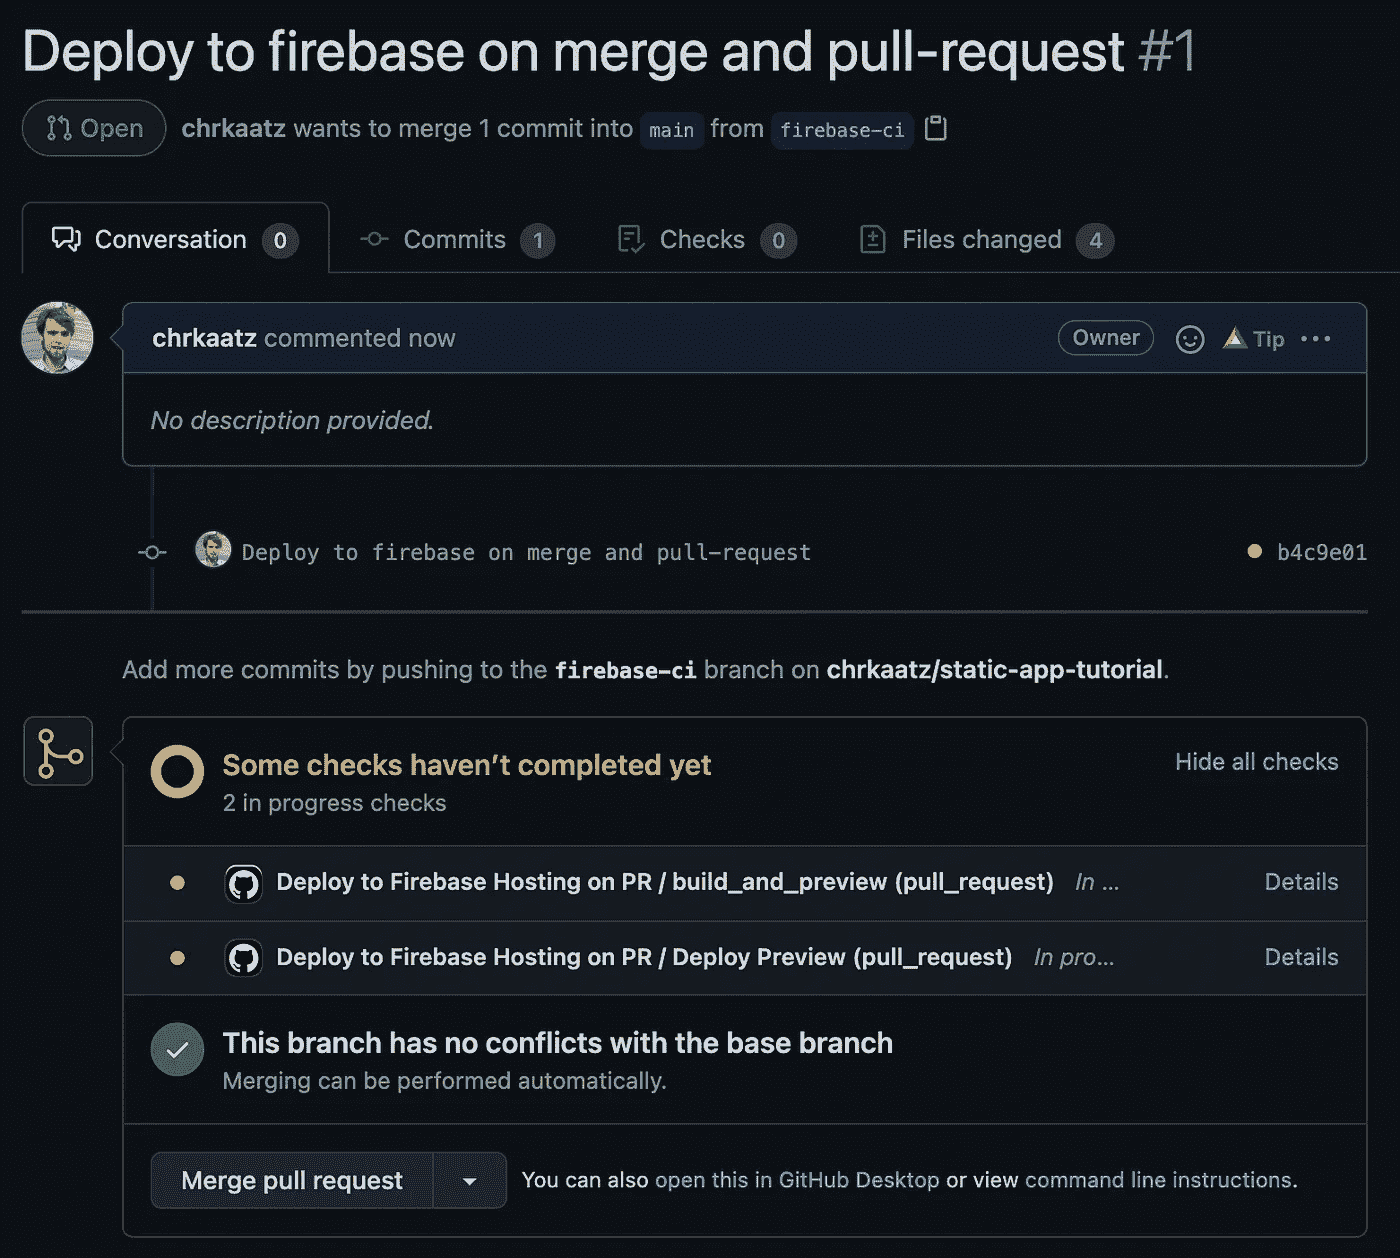 Deploy to firebase on merge and pull-request #1
Open chrkaatz wants to merge 1 commit into main from firebase-ci
Conversation 0 Commits 1 Checks 0 Files changed 4
chrkaatz commented now Owner Tip ...
No description provided.
Deploy to firebase on merge and pull-request b4c9e01
Add more commits by pushing to the firebase-ci branch on chrkaatz/static-app-tutorial.
Some checks haven’t completed yet Hide all checks
2 in progress checks
Deploy to Firebase Hosting on PR / build_and_preview (pull_request) In ... Details
Deploy to Firebase Hosting on PR / Deploy Preview (pull_request) In pro... Details
This branch has no conflicts with the base branch
Merging can be performed automatically.
Merge pull request You can also open this in GitHub Desktop or view command line instructions.